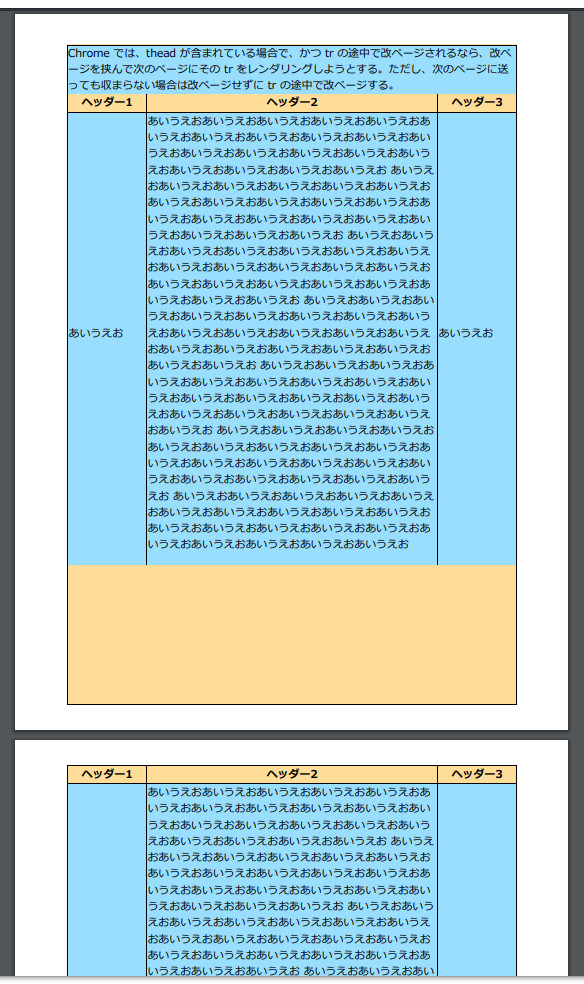 Chrome では、thead が含まれている場合で、かつ tr の途中で改ページされるなら、改ペ
ージを挟んで次のページにその tr をレンダリングしようとする。ただし、次のページに送
っても収まらない場合は改ページせずに tr の途中で改ページする。
ヘッダー1 ヘッダー2 ヘッダー3
あいうえお
あいうえおあいうえおあいうえおあいうえおあいうえおあ
いうえおあいうえおあいうえおあいうえおあいうえおあい
うえおあいうえおあいうえおあいうえおあいうえおあいう
えおあいうえおあいうえおあいうえおあいうえお あいうえ
おあいうえおあいうえおあいうえおあいうえおあいうえお
あいうえおあいうえおあいうえおあいうえおあいうえおあ
いうえおあいうえおあいうえおあいうえおあいうえおあい
うえおあいうえおあいうえおあいうえお あいうえおあいう
えおあいうえおあいうえおあいうえおあいうえおあいうえ
おあいうえおあいうえおあいうえおあいうえおあいうえお
あいうえおあいうえおあいうえおあいうえおあいうえおあ
いうえおあいうえおあいうえお あいうえおあいうえおあい
うえおあいうえおあいうえおあいうえおあいうえおあいう
えおあいうえおあいうえおあいうえおあいうえおあいうえ
おあいうえおあいうえおあいうえおあいうえおあいうえお
あいうえおあいうえお あいうえおあいうえおあいうえおあ
いうえおあいうえおあいうえおあいうえおあいうえおあい
うえおあいうえおあいうえおあいうえおあいうえおあいう
えおあいうえおあいうえおあいうえおあいうえおあいうえ
おあいうえお あいうえおあいうえおあいうえおあいうえお
あいうえおあいうえおあいうえおあいうえおあいうえおあ
いうえおあいうえおあいうえおあいうえおあいうえおあい
うえおあいうえおあいうえおあいうえおあいうえおあいう
えお あいうえおあいうえおあいうえおあいうえおあいうえ
おあいうえおあいうえおあいうえおあいうえおあいうえお
あいうえおあいうえおあいうえおあいうえおあいうえおあ
いうえおあいうえおあいうえおあいうえおあいうえお
あいうえお
ヘッダー1 ヘッダー2 ヘッダー3
あいうえおあいうえおあいうえおあいうえおあいうえおあ
いうえおあいうえおあいうえおあいうえおあいうえおあい
うえおあいうえおあいうえおあいうえおあいうえおあいう
えおあいうえおあいうえおあいうえおあいうえお あいうえ
おあいうえおあいうえおあいうえおあいうえおあいうえお
あいうえおあいうえおあいうえおあいうえおあいうえおあ
いうえおあいうえおあいうえおあいうえおあいうえおあい
うえおあいうえおあいうえおあいうえお あいうえおあいう
えおあいうえおあいうえおあいうえおあいうえおあいうえ
おあいうえおあいうえおあいうえおあいうえおあいうえお
あいうえおあいうえおあいうえおあいうえおあいうえおあ
いうえおあいうえおあいうえお あいうえおあいうえおあい